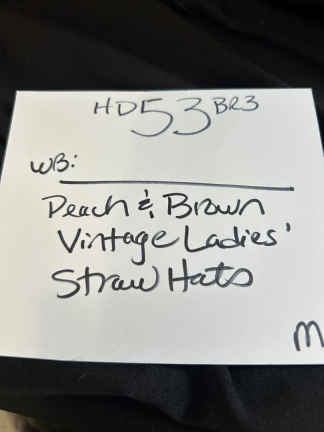 HD53BR3
WB:
Peach & Brown
Vintage Ladies'
Straw Hats
m